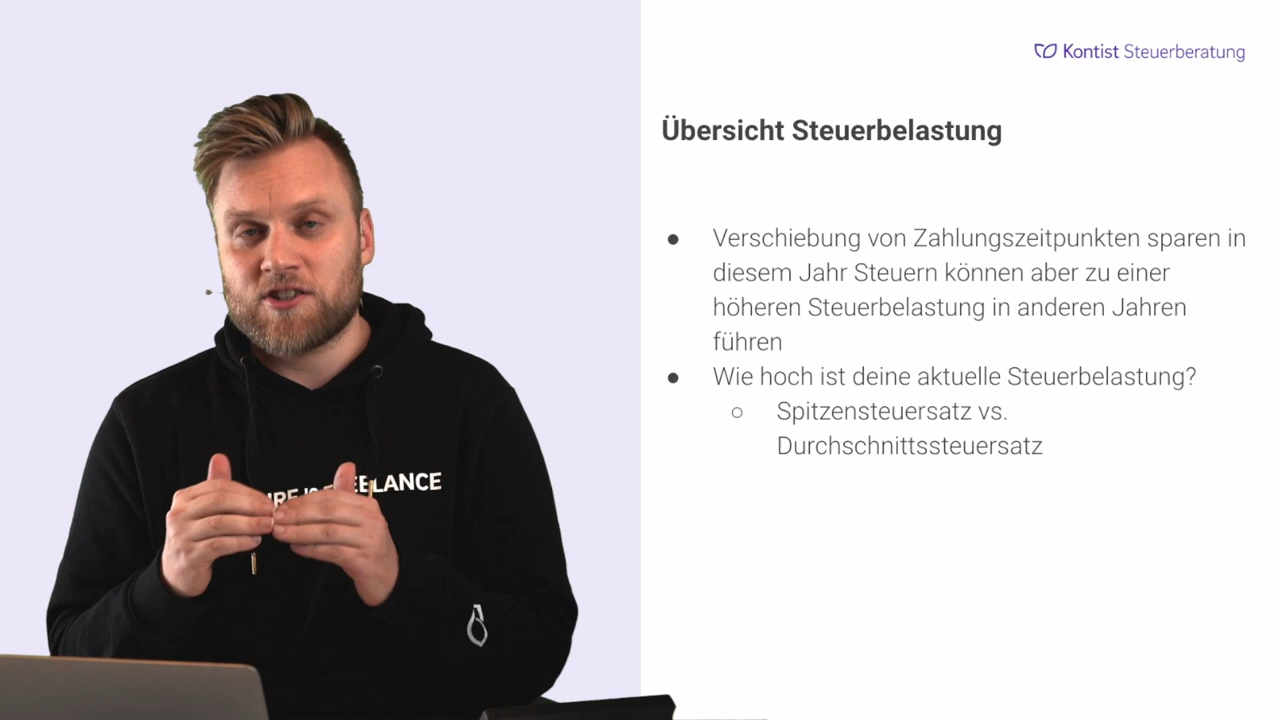 Kontist Steuerberatung
Übersicht Steuerbelastung
● Verschiebung von Zahlungszeitpunkten sparen in
diesem Jahr Steuern können aber zu einer
höheren Steuerbelastung in anderen Jahren
führen
● Wie hoch ist deine aktuelle Steuerbelastung?
○ Spitzensteuersatz vs.
Durchschnittssteuersatz